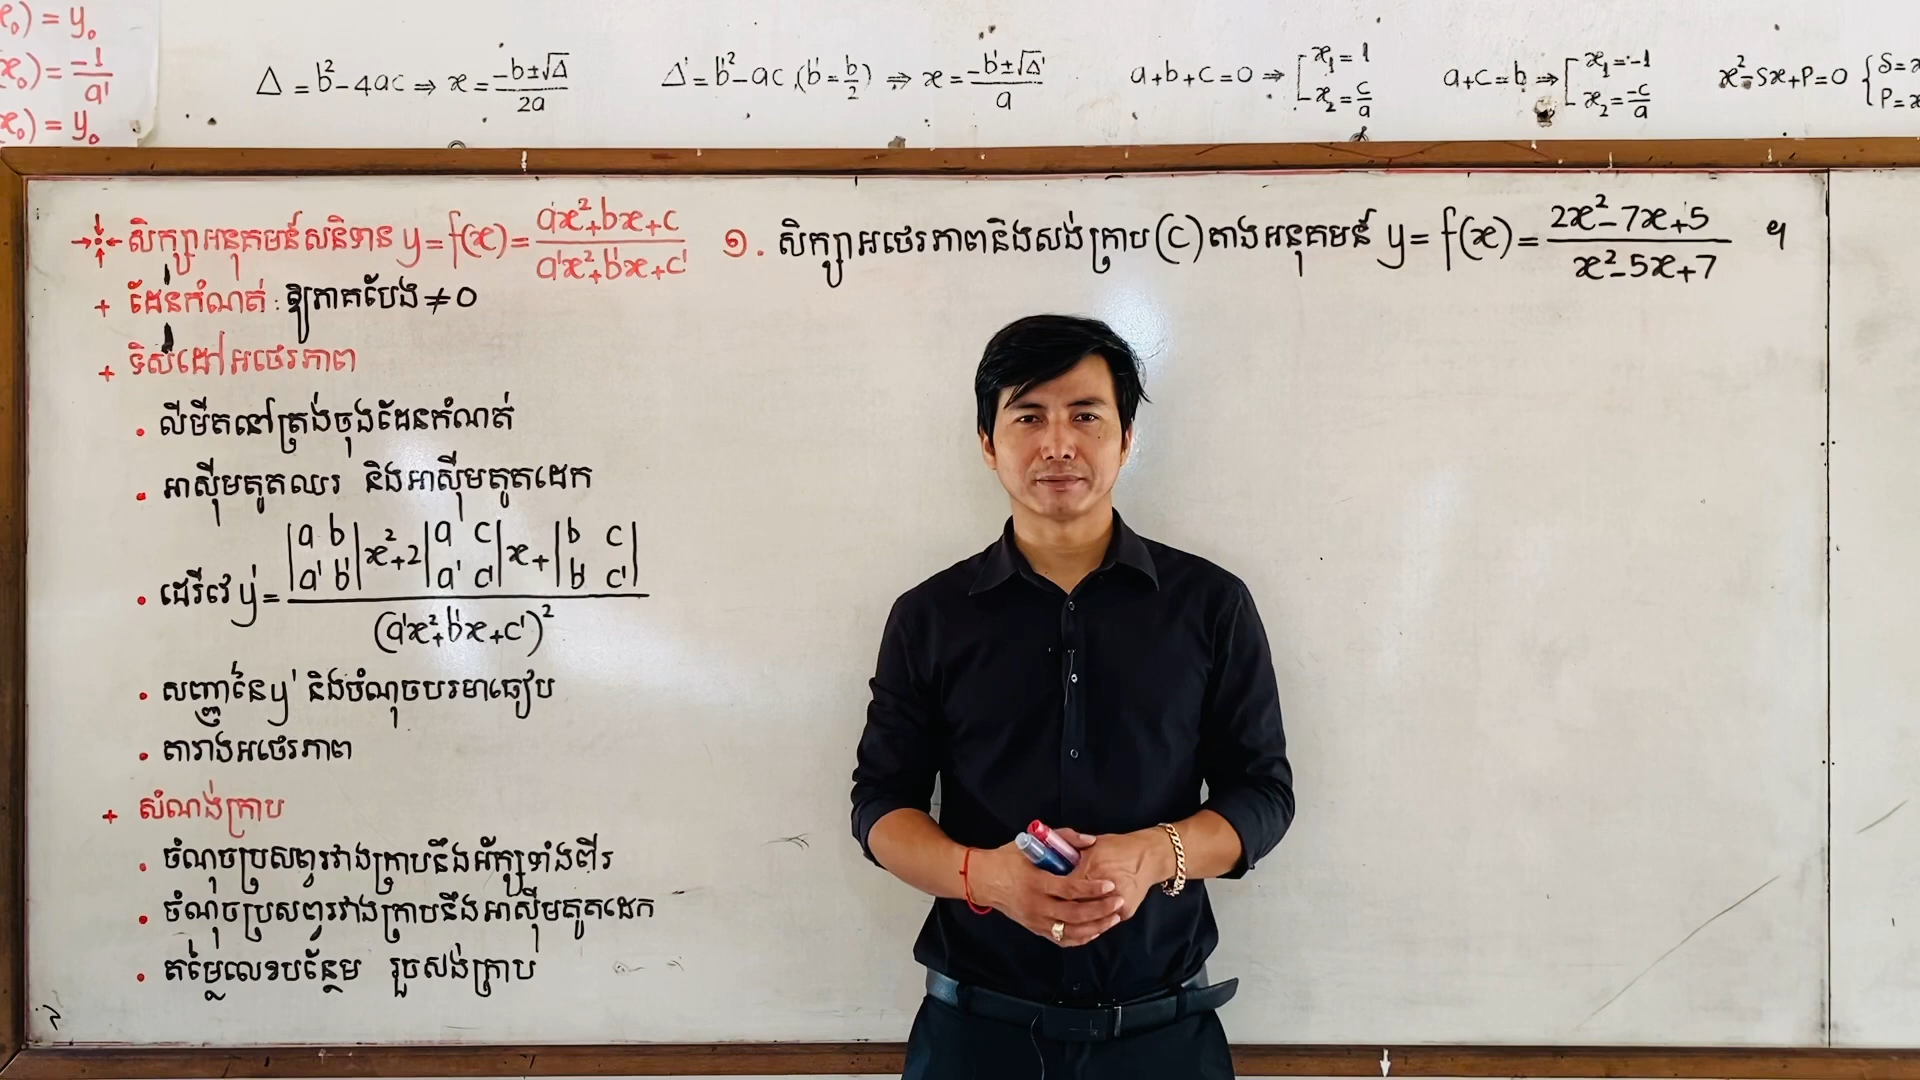 x₀) = y₀
x₀) = -1/a'
x₀) = y₀
Δ = b² - 4ac ⇒ x = (-b ± √Δ)/2a
Δ' = b'² - ac, (b' = b/2) ⇒ x = (-b' ± √Δ')/a
a + b + c = 0 ⇒ [ x₁ = 1
x₂ = c/a
a + c = b ⇒ [ x₁ = -1
x₂ = -c/a
x² - Sx + P = 0 { S = x
P = x
សិក្សាអនុគមន៍សនិទាន y = f(x) = (ax² + bx + c)/(a'x² + b'x + c')
+ ដែនកំណត់ : ឱ្យភាគបែង ≠ 0
+ ទិសដៅអថេរភាព
. លីមីតនៅត្រង់ចុងដែនកំណត់
. អាស៊ីមតូតឈរ និងអាស៊ីមតូតដេក
. ដេរីវេ y' = (|a b; a' b'| x² + 2 |a c; a' c'| x + |b c; b' c'|)/(a'x² + b'x + c')²
. សញ្ញានៃ y' និងចំណុចបរមាធៀប
. តារាងអថេរភាព
+ សំណង់ក្រាប
. ចំណុចប្រសព្វរវាងក្រាបនឹងអ័ក្សទាំងពីរ
. ចំណុចប្រសព្វរវាងក្រាបនឹងអាស៊ីមតូតដេក
. តម្លៃលេខបន្ថែម រួចសង់ក្រាប
១. សិក្សាអថេរភាពនិងសង់ក្រាប (C) តាងអនុគមន៍ y = f(x) = (2x² - 7x + 5)/(x² - 5x + 7) ។